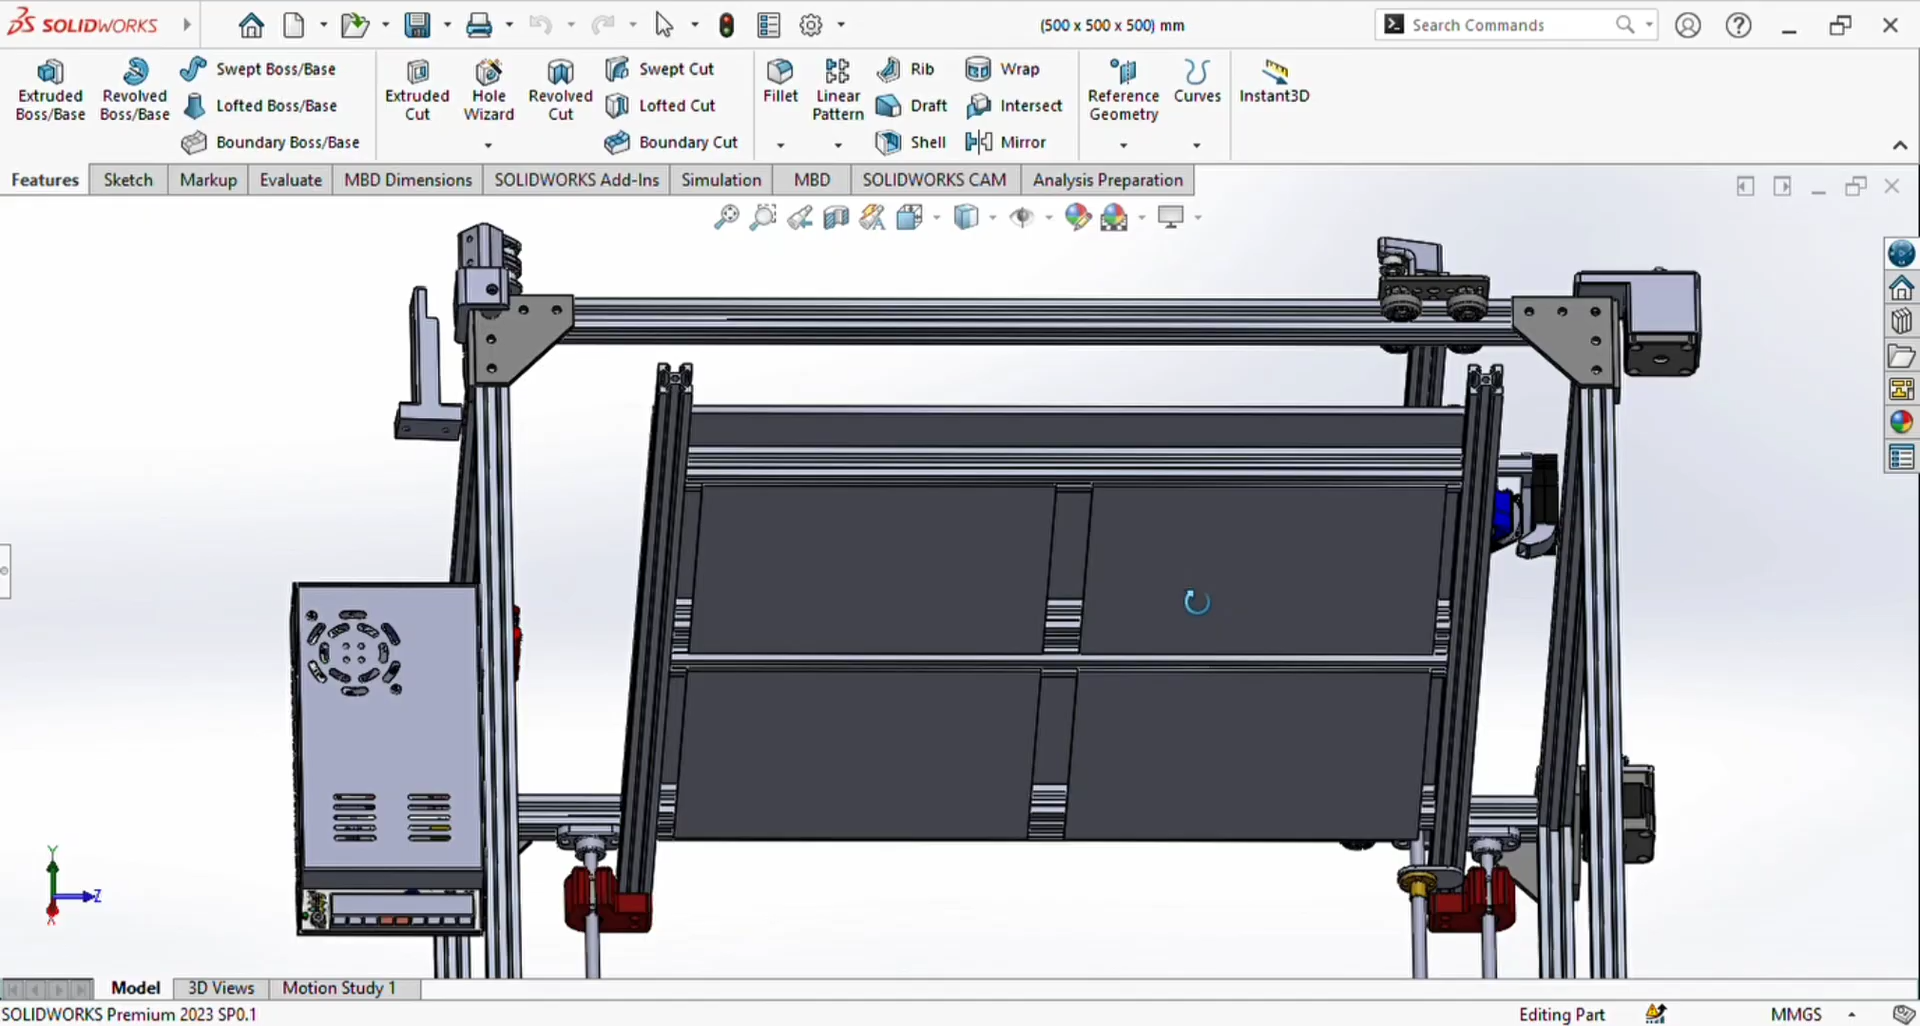 SOLIDWORKS
(500 x 500 x 500) mm
Search Commands
Extruded Boss/Base
Revolved Boss/Base
Swept Boss/Base
Lofted Boss/Base
Boundary Boss/Base
Extruded Cut
Hole Wizard
Revolved Cut
Swept Cut
Lofted Cut
Boundary Cut
Fillet
Linear Pattern
Rib
Draft
Shell
Wrap
Intersect
Mirror
Reference Geometry
Curves
Instant3D
Features
Sketch
Markup
Evaluate
MBD Dimensions
SOLIDWORKS Add-Ins
Simulation
MBD
SOLIDWORKS CAM
Analysis Preparation
Y
Z
X
Model
3D Views
Motion Study 1
SOLIDWORKS Premium 2023 SP0.1
Editing Part
MMGS